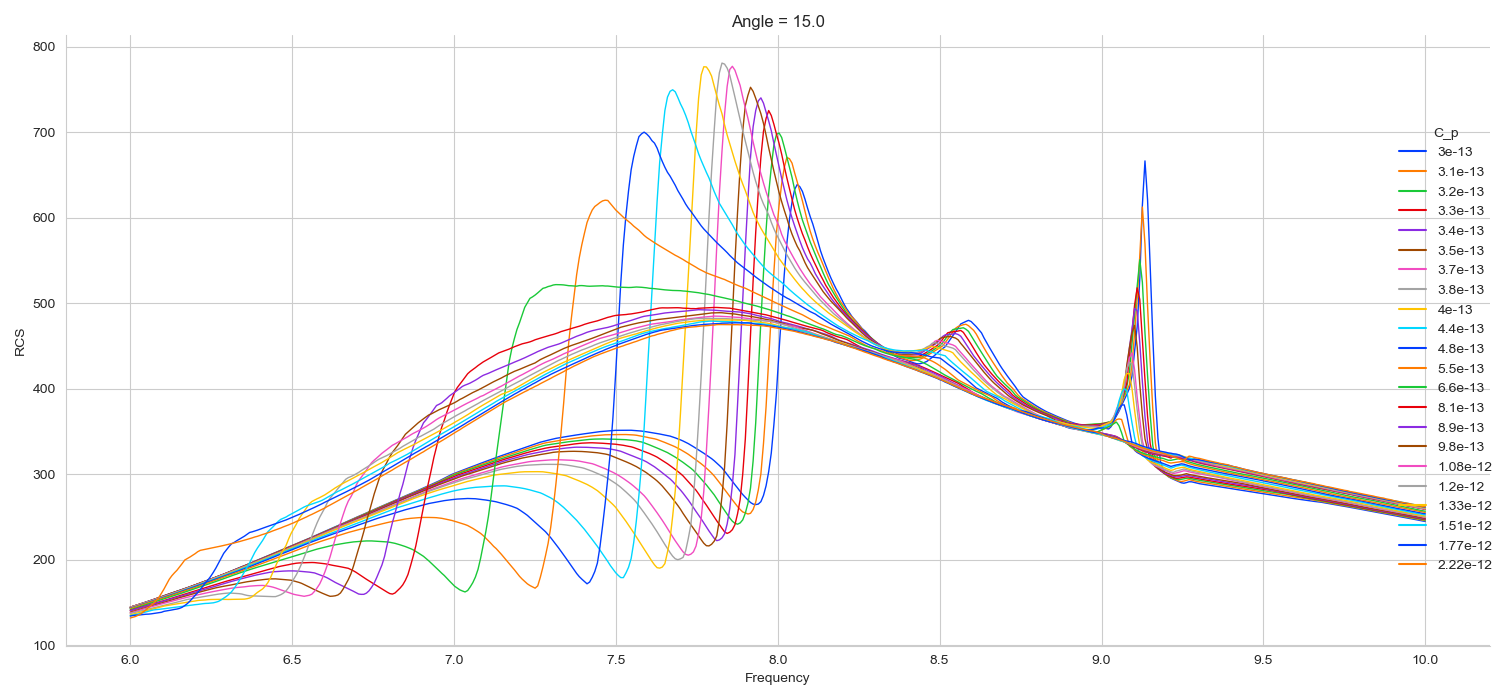 Angle = 15.0
RCS
800
700
600
500
400
300
200
100
6.0 6.5 7.0 7.5 8.0 8.5 9.0 9.5 10.0
Frequency
C_p
3e-13
3.1e-13
3.2e-13
3.3e-13
3.4e-13
3.5e-13
3.7e-13
3.8e-13
4e-13
4.4e-13
4.8e-13
5.5e-13
6.6e-13
8.1e-13
8.9e-13
9.8e-13
1.08e-12
1.2e-12
1.33e-12
1.51e-12
1.77e-12
2.22e-12